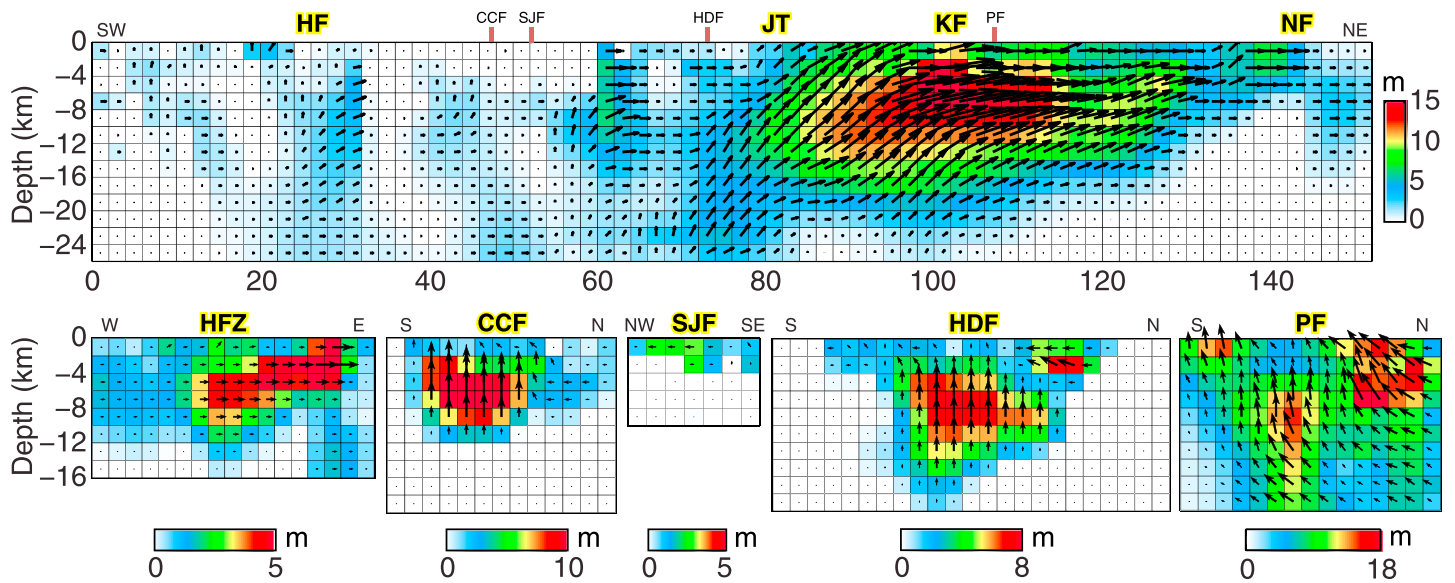 HF CCF SJF HDF JT KF PF NF
SW NE
0
−4
−8
−12
−16
−20
−24
Depth (km)
0 20 40 60 80 100 120 140
m
15
10
5
0
HFZ CCF SJF HDF PF
W E S N NW SE S N S N
0
−4
−8
−12
−16
Depth (km)
m m m m m
0 5 0 10 0 5 0 8 0 18